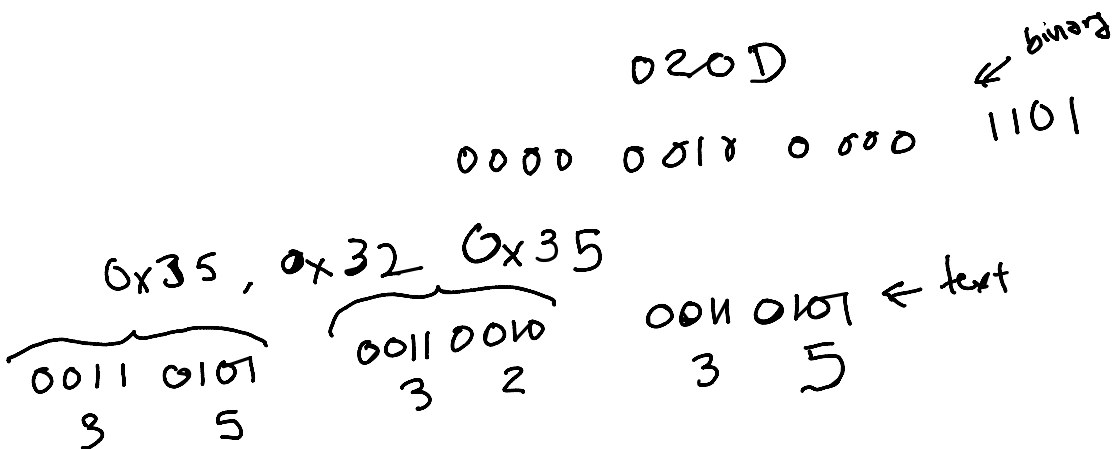 020D
binary
0000 0010 0000 1101
0x35, 0x32 0x35
0011 0101 0011 0010 0011 0101 ← text
3 5 3 2 3 5